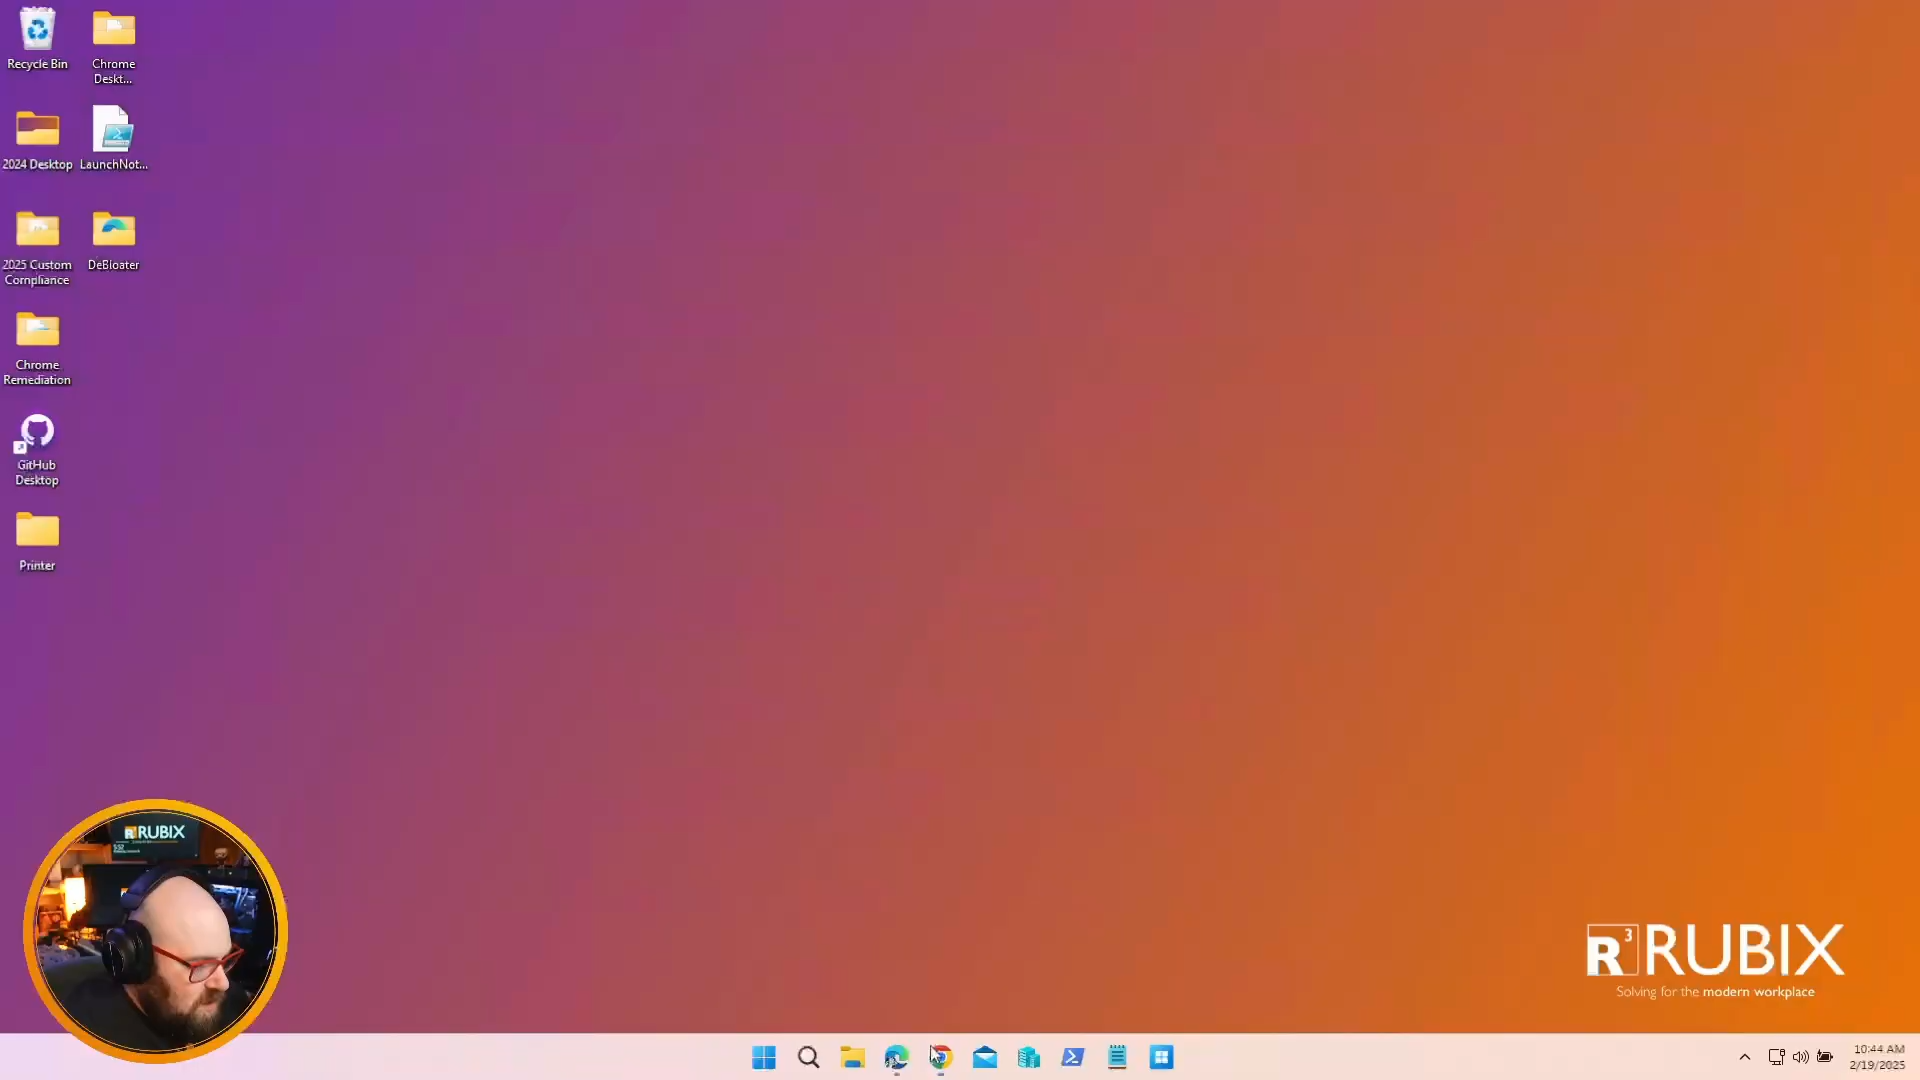 Recycle Bin
Chrome
Deskt...
2024 Desktop
LaunchNot...
2025 Custom
Compliance
DeBloater
Chrome
Remediation
GitHub
Desktop
Printer
R RUBIX
R3 RUBIX
Solving for the modern workplace
10:44 AM
2/19/2025